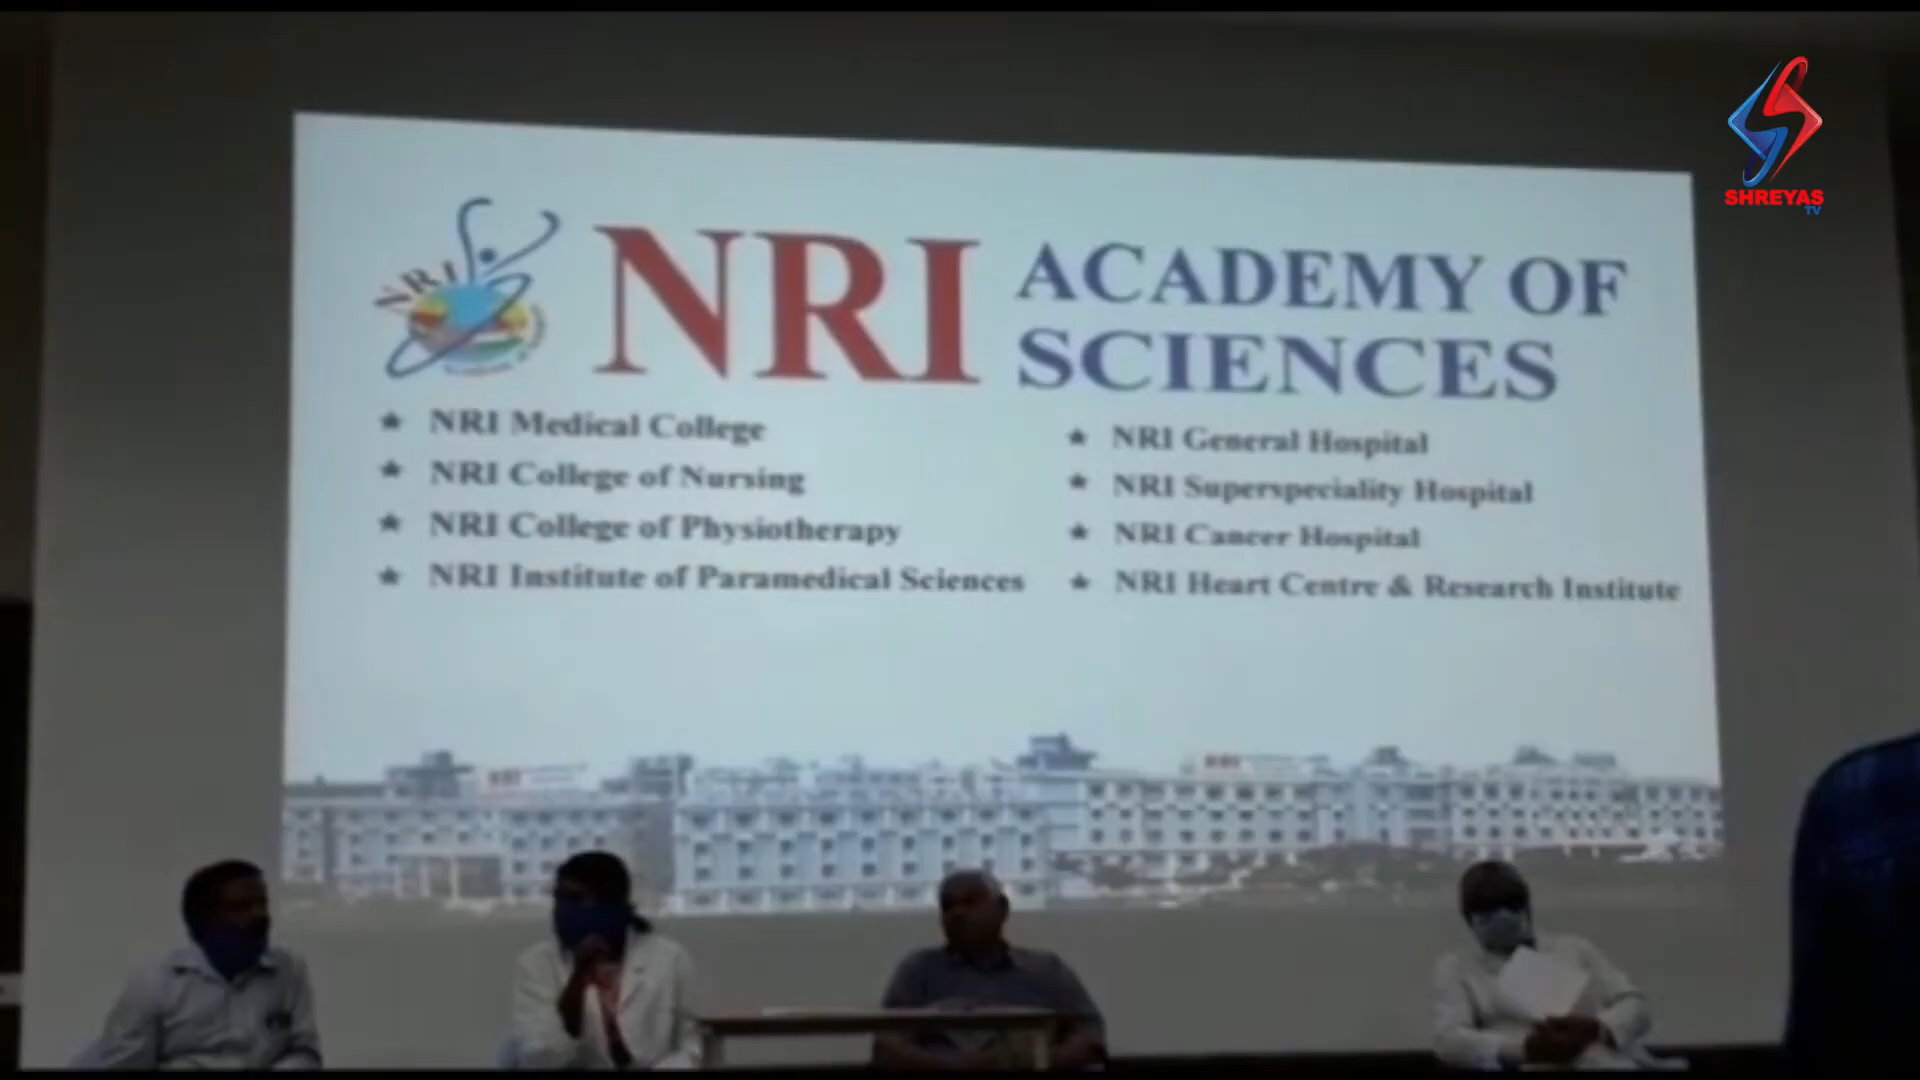 SHREYAS
TV
NRI
NRI
ACADEMY OF
SCIENCES
★ NRI Medical College
★ NRI College of Nursing
★ NRI College of Physiotherapy
★ NRI Institute of Paramedical Sciences
★ NRI General Hospital
★ NRI Superspeciality Hospital
★ NRI Cancer Hospital
★ NRI Heart Centre & Research Institute